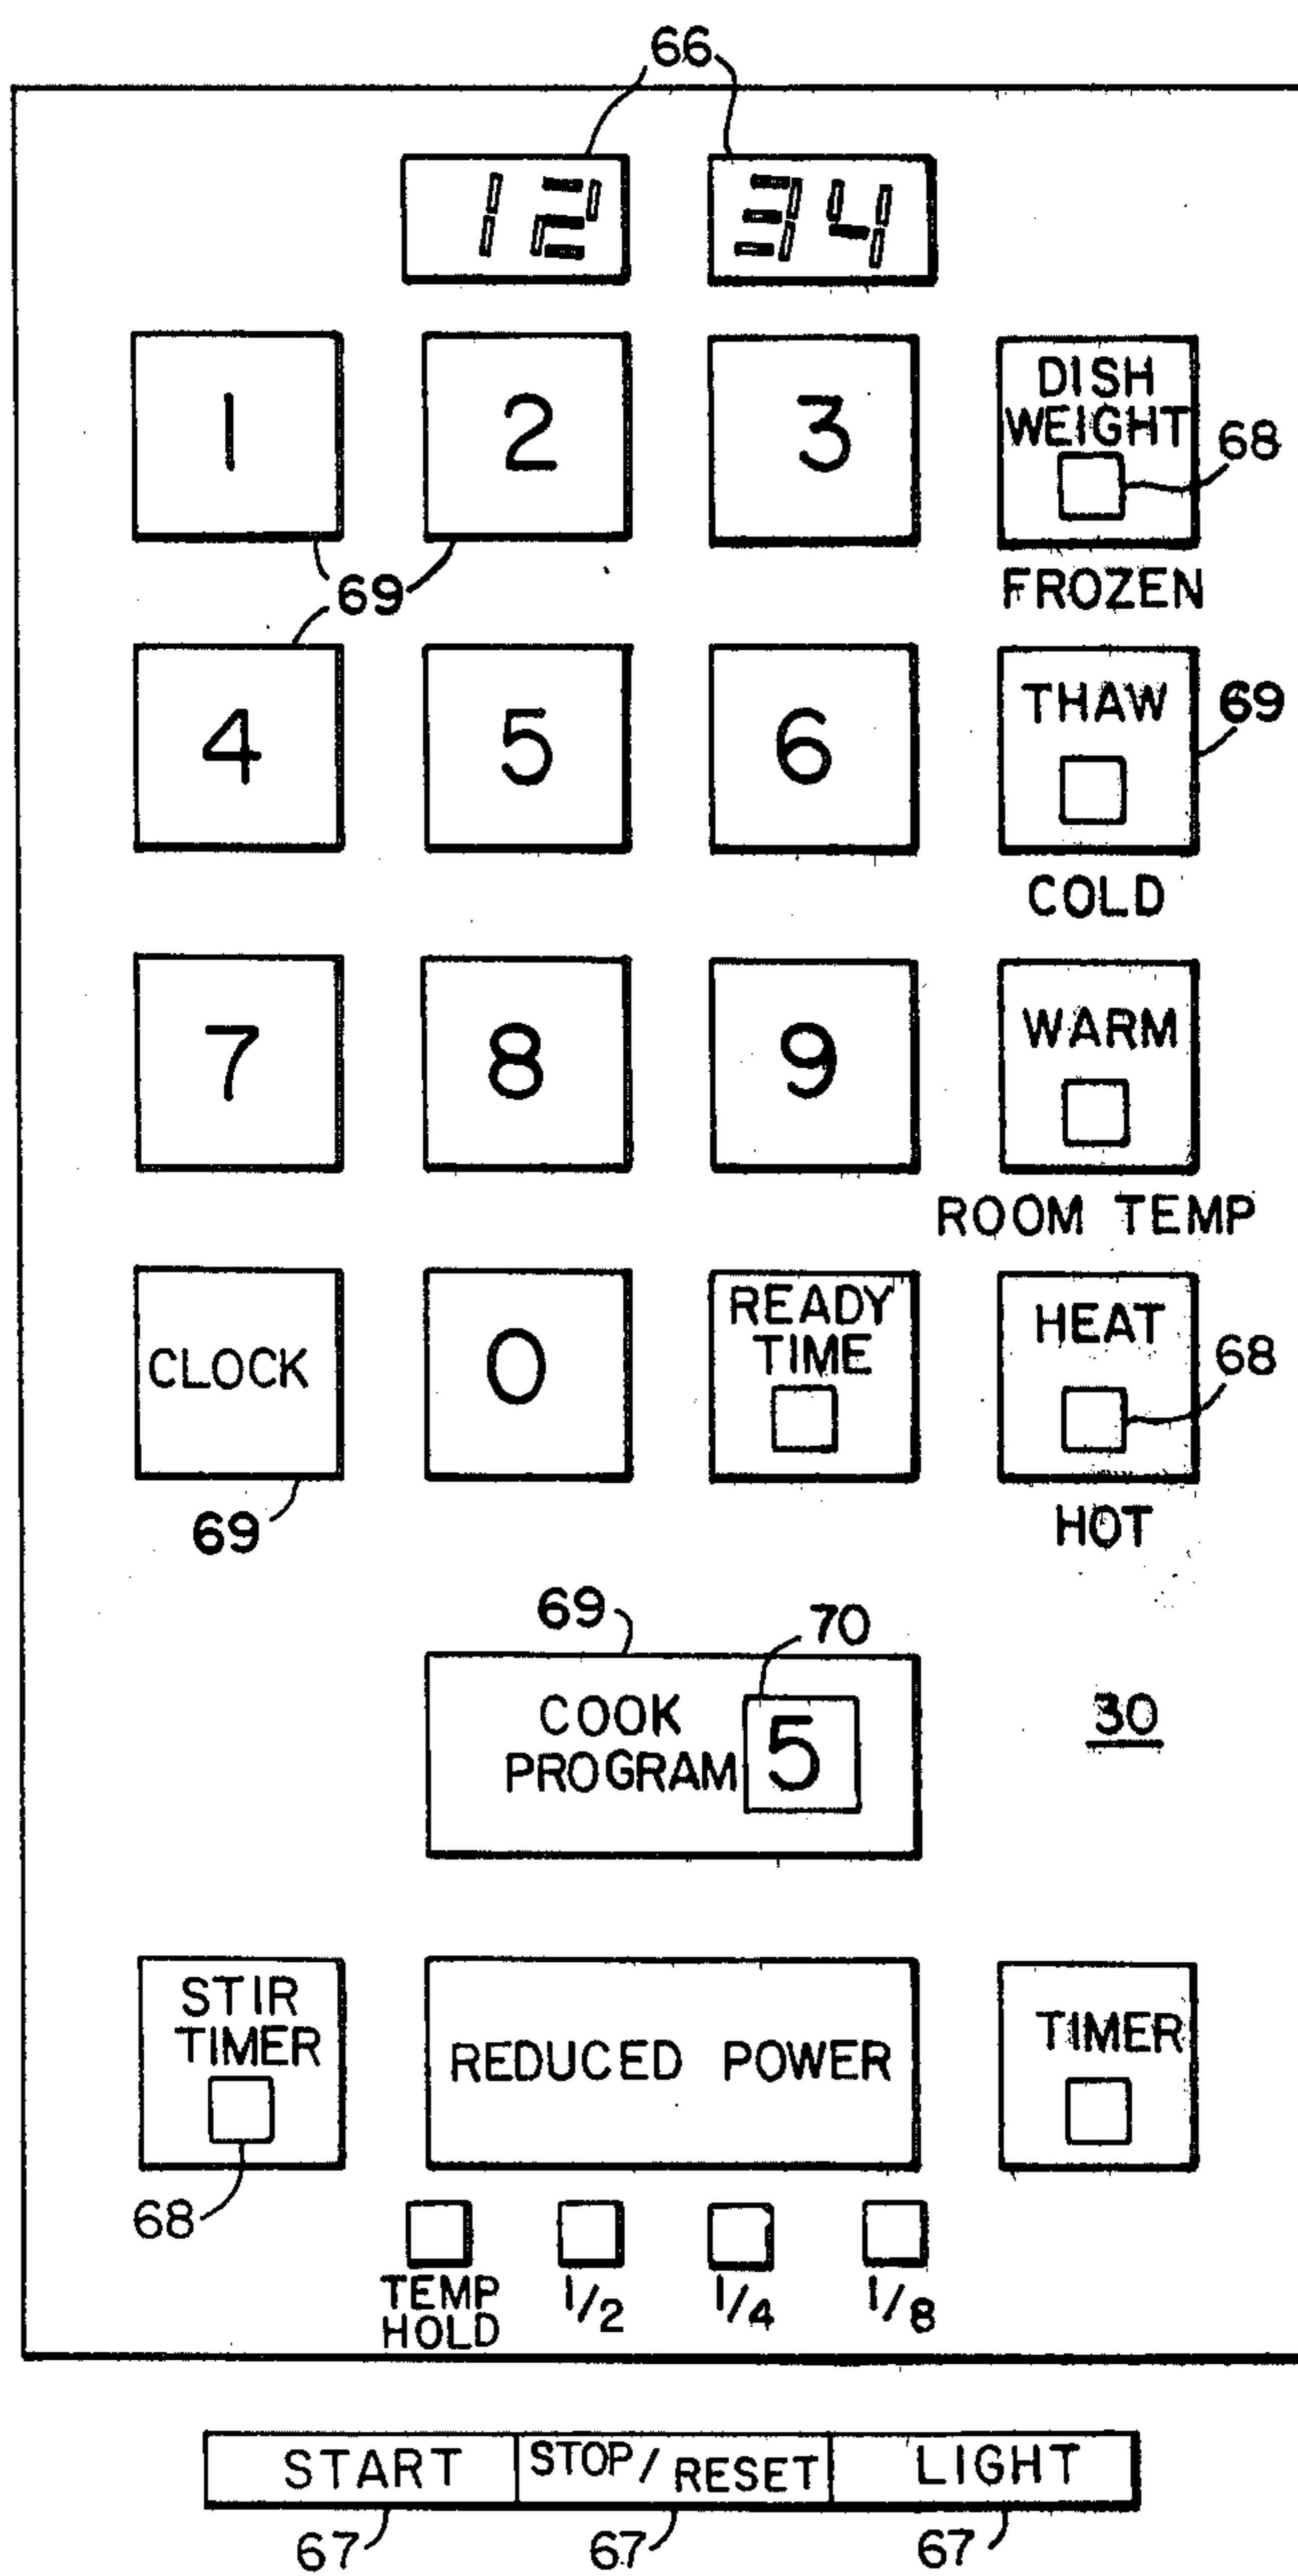 66
12 34
1 2 3 DISH
WEIGHT
68
69
FROZEN
4 5 6 THAW
69
COLD
7 8 9 WARM
ROOM TEMP
CLOCK 0 READY
TIME
HEAT
68
69
HOT
69
70
COOK
PROGRAM
5
30
STIR
TIMER
REDUCED POWER
TIMER
68
TEMP
HOLD
1/2 1/4 1/8
START STOP/RESET LIGHT
67 67 67